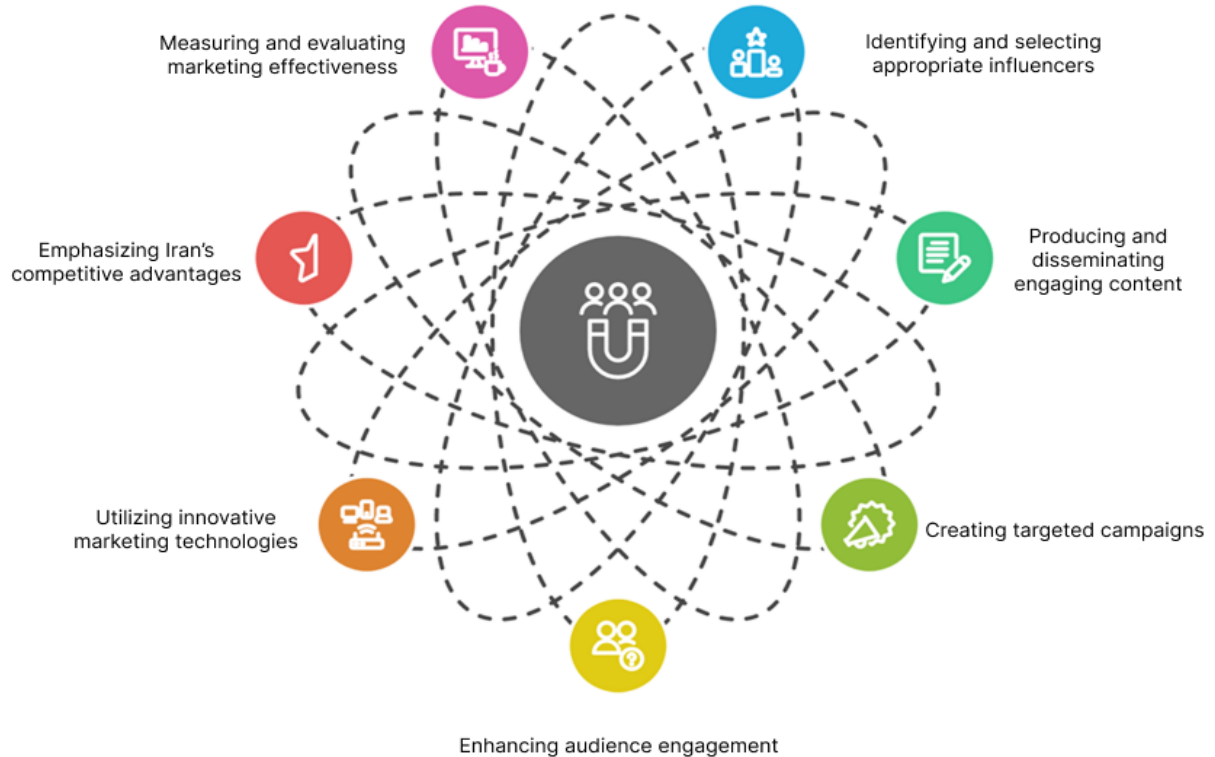 Measuring and evaluating
marketing effectiveness
Identifying and selecting
appropriate influencers
Emphasizing Iran's
competitive advantages
Producing and
disseminating
engaging content
Utilizing innovative
marketing technologies
Creating targeted campaigns
Enhancing audience engagement